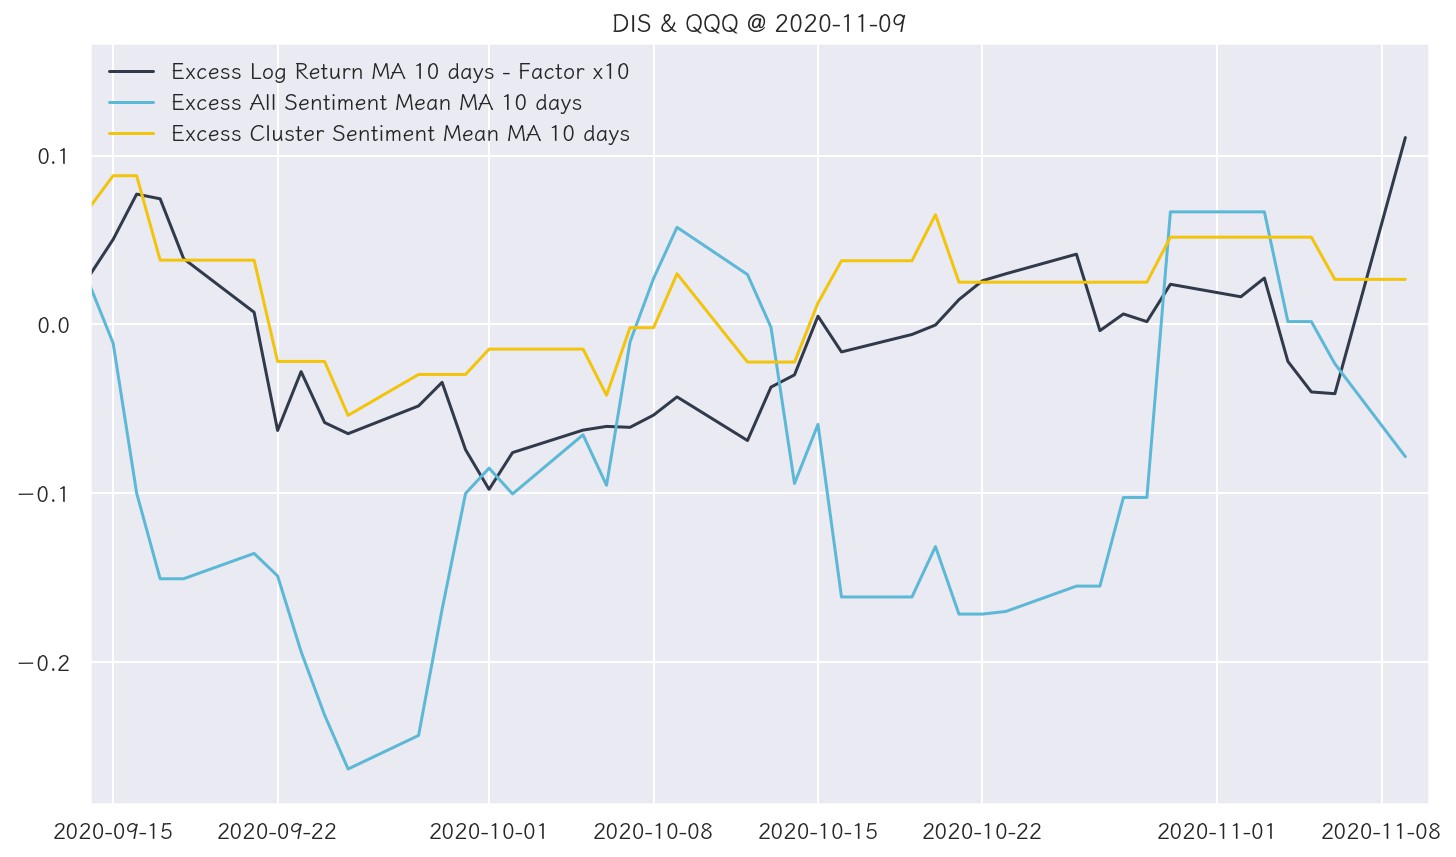 DIS & QQQ @ 2020-11-09
Excess Log Return MA 10 days - Factor x10
Excess All Sentiment Mean MA 10 days
Excess Cluster Sentiment Mean MA 10 days
0.1
0.0
−0.1
−0.2
2020-09-15 2020-09-22 2020-10-01 2020-10-08 2020-10-15 2020-10-22 2020-11-01 2020-11-08